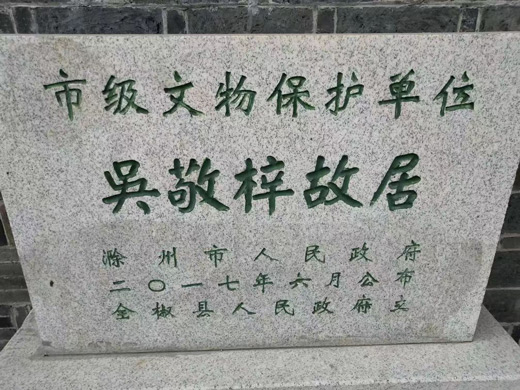 市级文物保护单位
吳敬梓故居
滁州市人民政府
二〇一七年六月公布
全椒县人民政府立